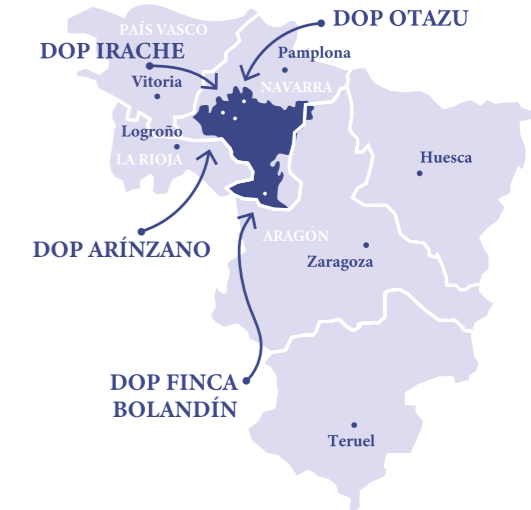 DOP OTAZU
PAÍS VASCO
DOP IRACHE
Pamplona
Vitoria
NAVARRA
Logroño
LA RIOJA
Huesca
ARAGÓN
DOP ARÍNZANO
Zaragoza
DOP FINCA
BOLANDÍN
Teruel